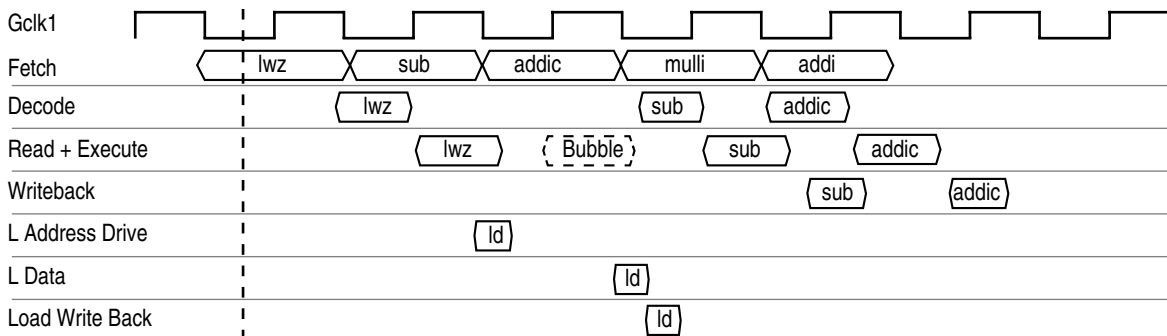 Gclk1
Fetch lwz sub addic mulli addi
Decode lwz sub addic
Read + Execute lwz Bubble sub addic
Writeback sub addic
L Address Drive ld
L Data ld
Load Write Back ld